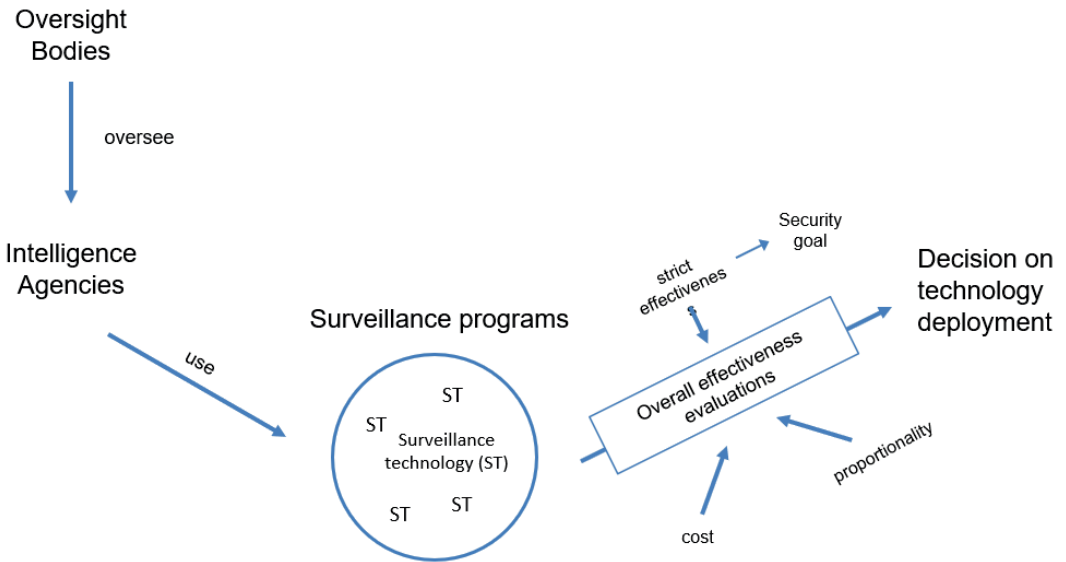 Oversight
Bodies
oversee
Intelligence
Agencies
use
Surveillance programs
ST
ST
Surveillance
technology (ST)
ST
ST
strict
effectivenes
s
Security
goal
Overall effectiveness
evaluations
cost
proportionality
Decision on
technology
deployment